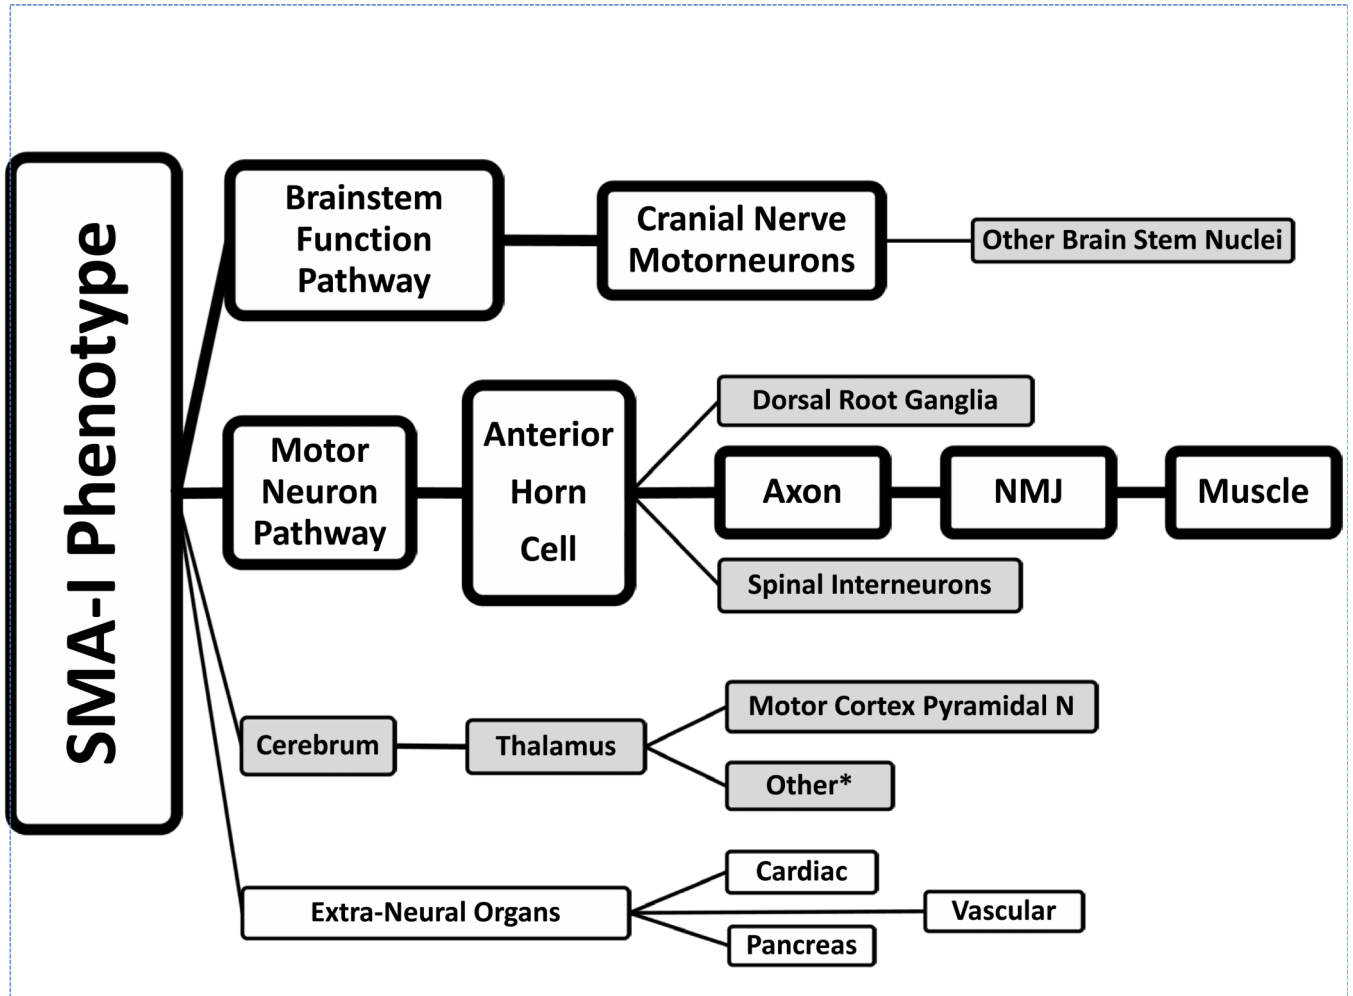 SMA-I Phenotype
Brainstem
Function
Pathway
Cranial Nerve
Motorneurons
Other Brain Stem Nuclei
Motor
Neuron
Pathway
Anterior
Horn
Cell
Dorsal Root Ganglia
Axon
NMJ
Muscle
Spinal Interneurons
Cerebrum
Thalamus
Motor Cortex Pyramidal N
Other*
Extra-Neural Organs
Cardiac
Vascular
Pancreas